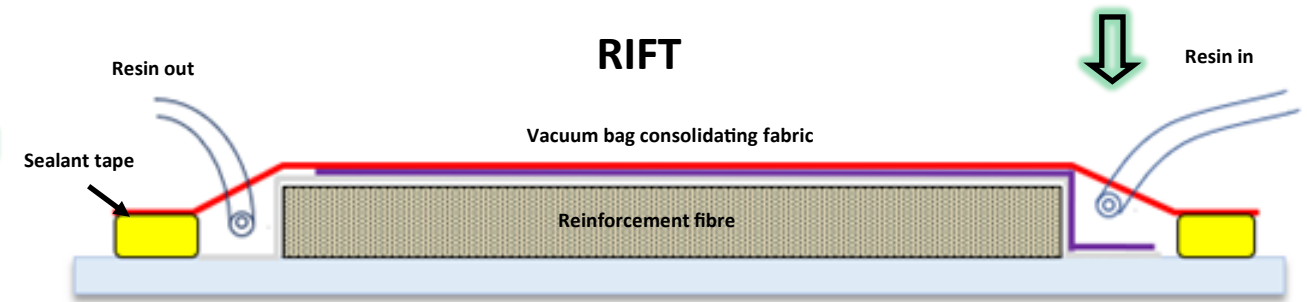 RIFT
Resin out
Resin in
Vacuum bag consolidating fabric
Sealant tape
Reinforcement fibre